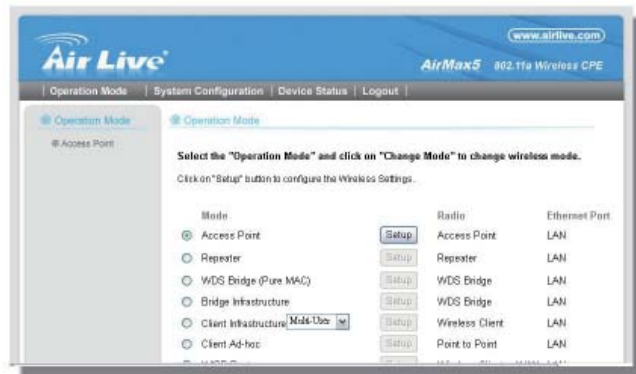 www.airlive.com
Air Live
AirMax5 802.11a Wireless CPE
| Operation Mode | System Configuration | Device Status | Logout |
Operation Mode
Access Point
Operation Mode
Select the "Operation Mode" and click on "Change Mode" to change wireless mode.
Click on "Setup" button to configure the Wireless Settings.
Mode Radio Ethernet Port
Access Point Setup Access Point LAN
Repeater Setup Repeater LAN
WDS Bridge (Pure MAC) Setup WDS Bridge LAN
Bridge Infrastructure Setup WDS Bridge LAN
Client Infrastructure Multi-User Setup Wireless Client LAN
Client Ad-hoc Setup Point to Point LAN